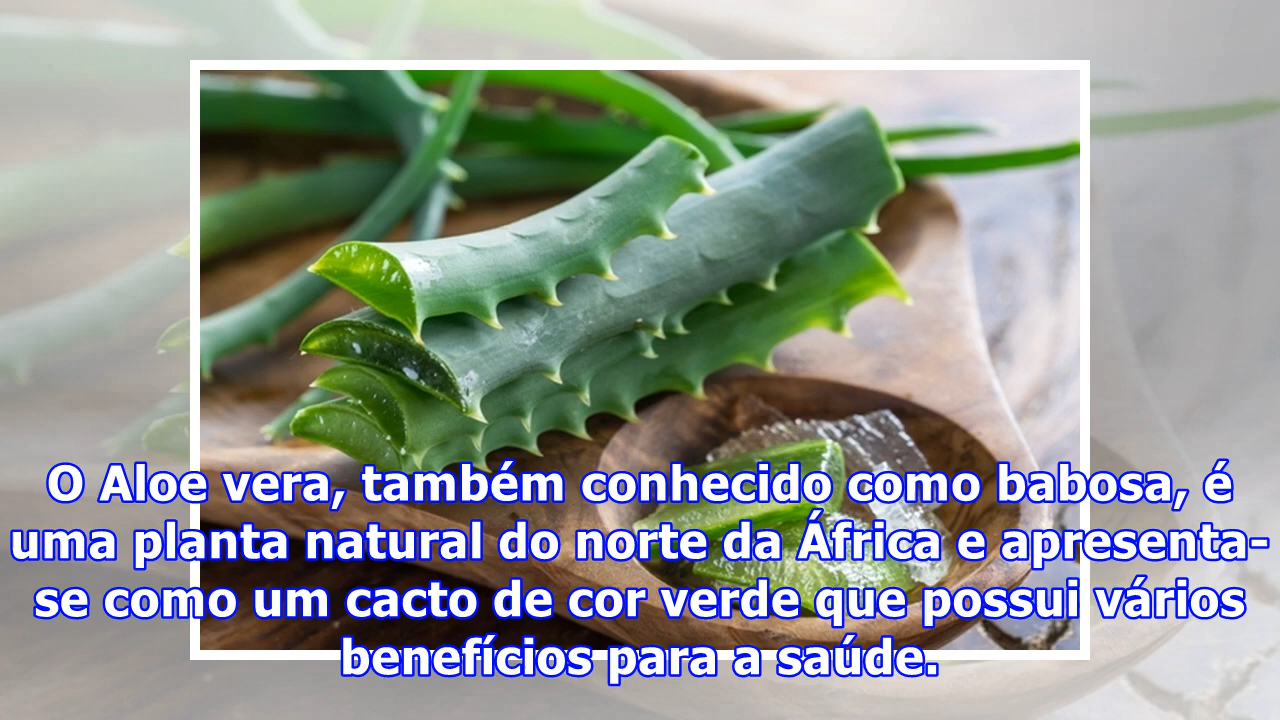 O Aloe vera, também conhecido como babosa, é
uma planta natural do norte da África e apresenta-
se como um cacto de cor verde que possui vários
benefícios para a saúde.